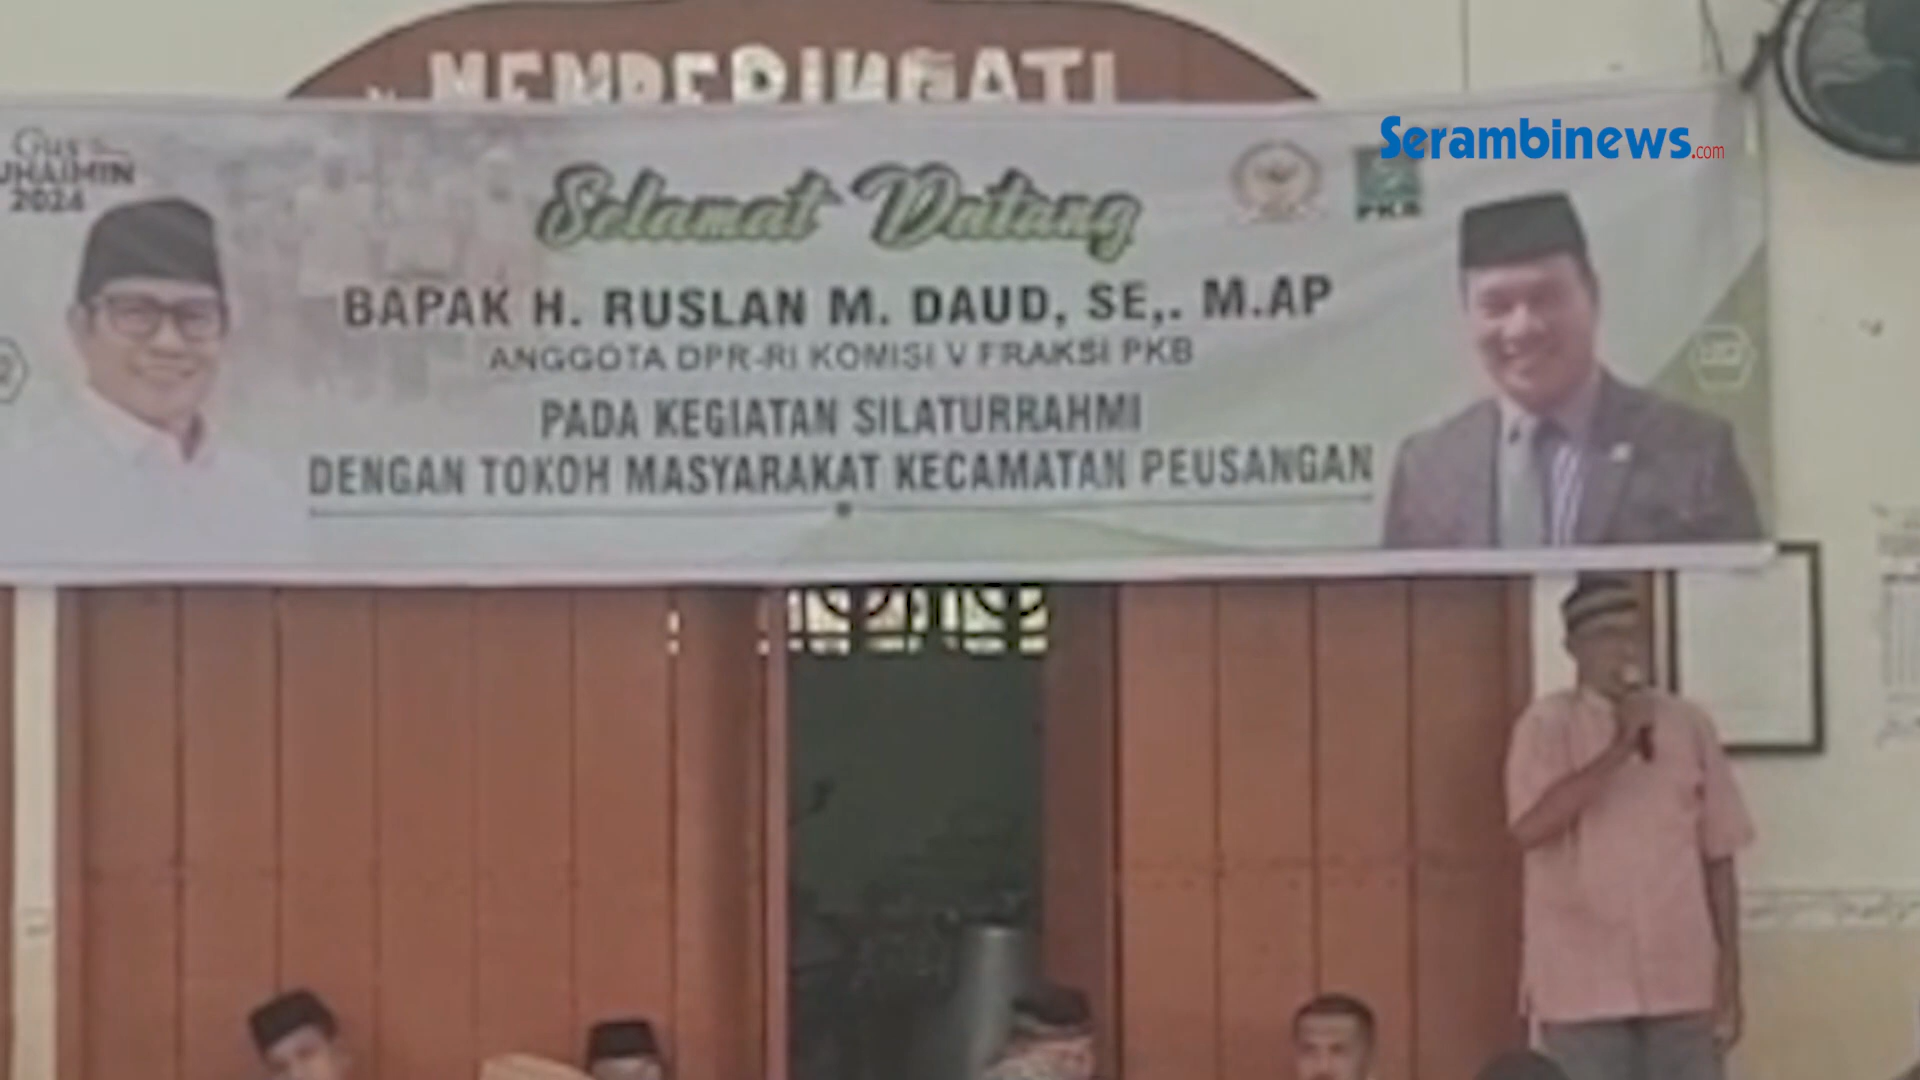 MEMPERINGATI
Serambinews.com
Gus
UHAIMIN
2024
Selamat Datang
PKB
BAPAK H. RUSLAN M. DAUD, SE,. M.AP
ANGGOTA DPR-RI KOMISI V FRAKSI PKB
PADA KEGIATAN SILATURRAHMI
DENGAN TOKOH MASYARAKAT KECAMATAN PEUSANGAN